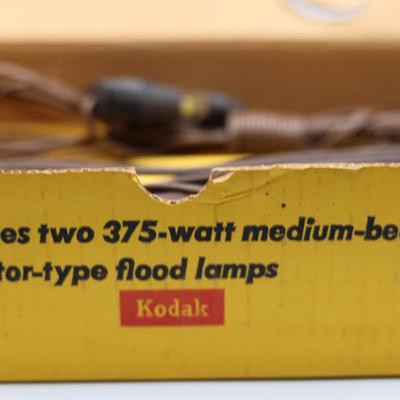 es two 375-watt medium-be
tor-type flood lamps
Kodak